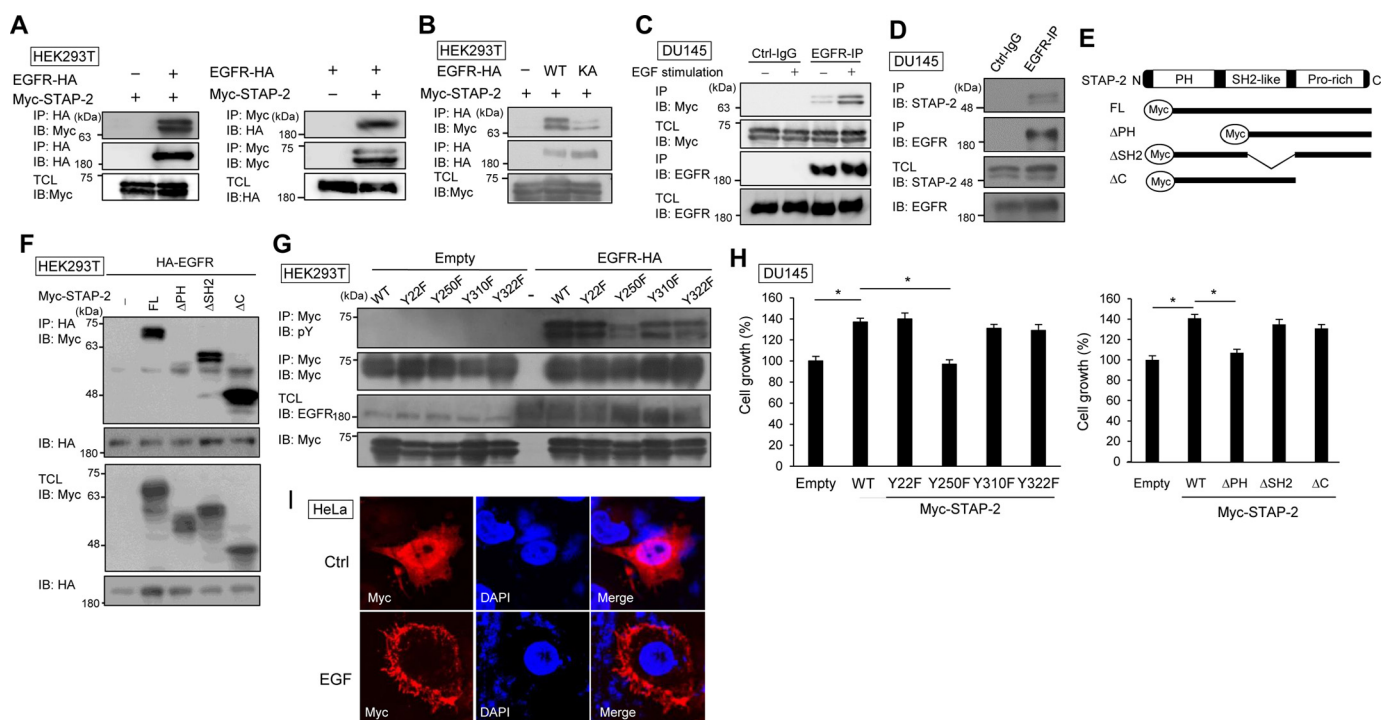 A
HEK293T
EGFR-HA – +
Myc-STAP-2 + +
IP: HA (kDa)
IB: Myc 63
IP: HA
IB: HA 180
TCL 75
IB:Myc
EGFR-HA + +
Myc-STAP-2 – +
IP: Myc (kDa)
IB: HA 180
IP: Myc 75
IB: Myc
TCL
IB:HA 180
B
HEK293T
EGFR-HA – WT KA
Myc-STAP-2 + + +
IP: HA (kDa)
IB: Myc 63
IP: HA
IB: HA 180
TCL 75
IB: Myc
C
DU145
Ctrl-IgG EGFR-IP
EGF stimulation – + – +
IP (kDa)
IB: Myc 63
TCL 75
IB: Myc
IP
IB: EGFR 180
TCL
IB: EGFR 180
D
DU145
Ctrl-IgG EGFR-IP
IP (kDa)
IB: STAP-2 48
IP
IB: EGFR 180
TCL
IB: STAP-2 48
IB: EGFR 180
E
STAP-2 N PH SH2-like Pro-rich C
FL Myc
ΔPH Myc
ΔSH2 Myc
ΔC Myc
F
HEK293T
HA-EGFR
Myc-STAP-2 – FL ΔPH ΔSH2 ΔC
(kDa)
IP: HA 75
IB: Myc
63
48
IB: HA
180
TCL 75
IB: Myc 63
48
IB: HA
180
G
HEK293T
Empty EGFR-HA
(kDa) WT Y22F Y250F Y310F Y322F - WT Y22F Y250F Y310F Y322F
IP: Myc
IB: pY 75
IP: Myc 75
IB: Myc
TCL
IB: EGFR 180
IB: Myc 75
H
DU145
Cell growth (%)
160
140
120
100
80
60
40
20
0
* *
Empty WT Y22F Y250F Y310F Y322F
Myc-STAP-2
Cell growth (%)
160
140
120
100
80
60
40
20
0
* *
Empty WT ΔPH ΔSH2 ΔC
Myc-STAP-2
I
HeLa
Ctrl
Myc DAPI Merge
EGF
Myc DAPI Merge